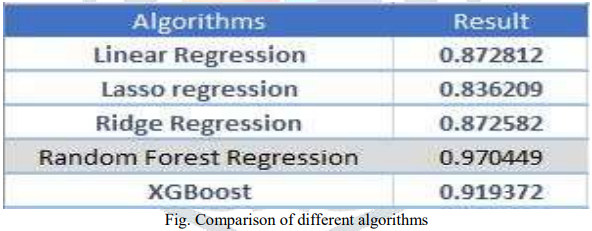 Algorithms Result
Linear Regression 0.872812
Lasso regression 0.836209
Ridge Regression 0.872582
Random Forest Regression 0.970449
XGBoost 0.919372
Fig. Comparison of different algorithms